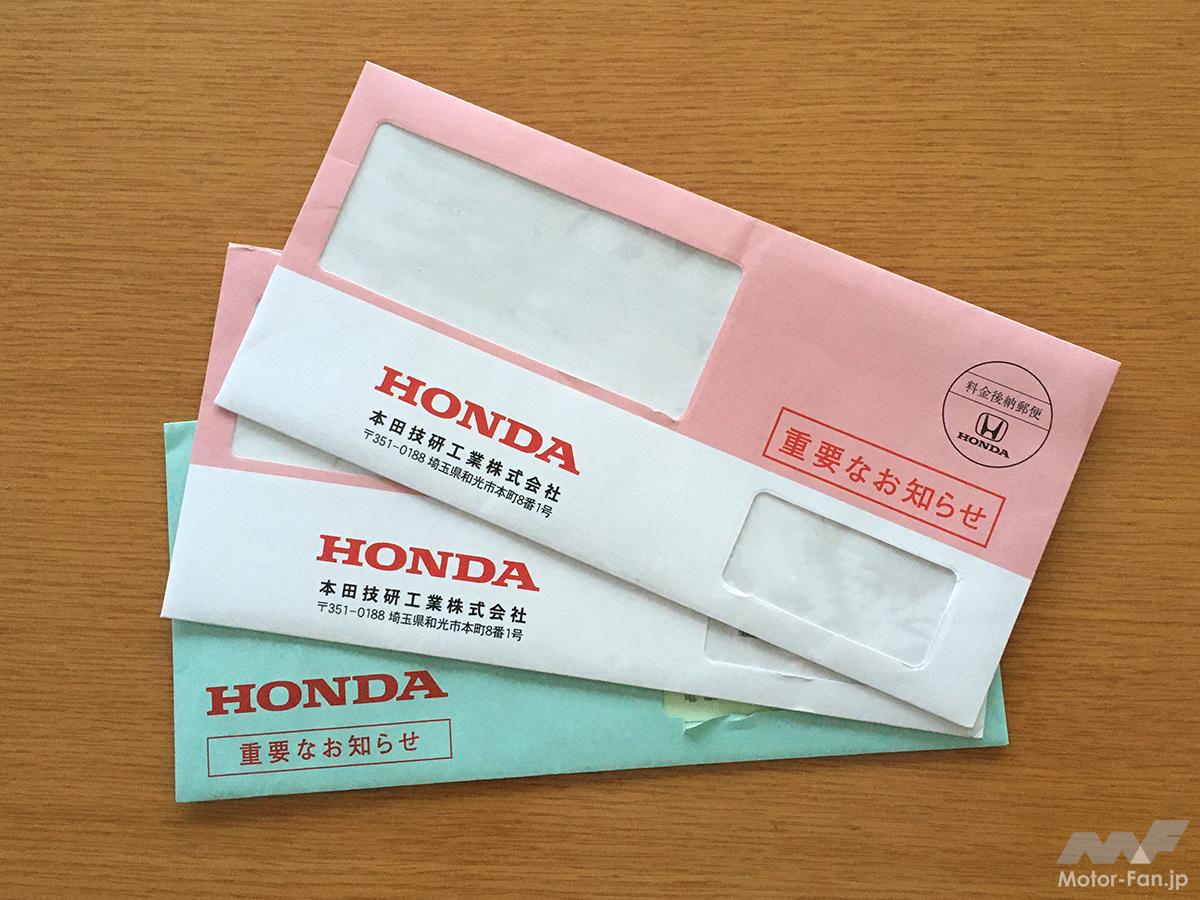 料金後納郵便
HONDA
HONDA
本田技研工業株式会社
〒351-0188 埼玉県和光市本町8番1号
重要なお知らせ
HONDA
本田技研工業株式会社
〒351-0188 埼玉県和光市本町8番1号
HONDA
重要なお知らせ
MF
Motor-Fan.jp